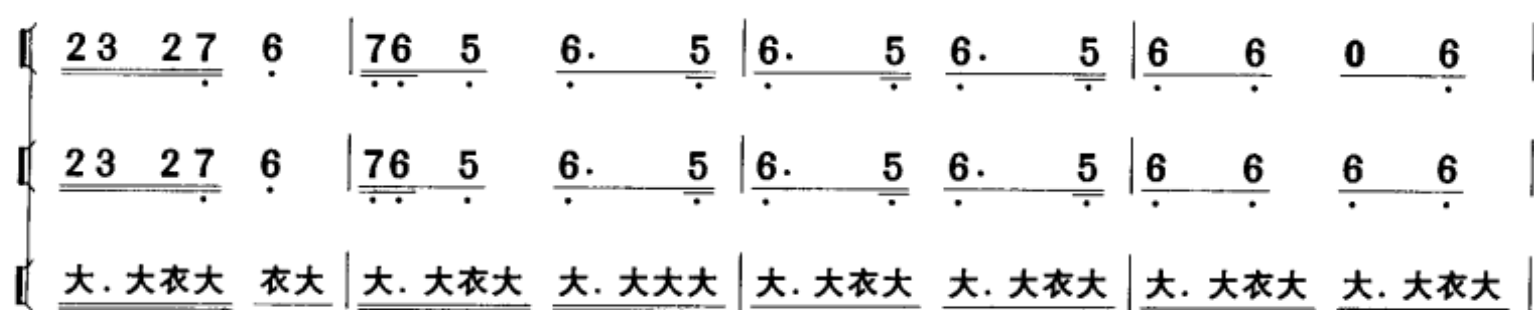 23 27 6 | 76 5 6. 5 | 6. 5 6. 5 | 6 6 0 6 |
23 27 6 | 76 5 6. 5 | 6. 5 6. 5 | 6 6 6 6 |
大. 大衣大 衣大 | 大. 大衣大 大. 大大大 | 大. 大衣大 大. 大衣大 | 大. 大衣大 大. 大衣大 |